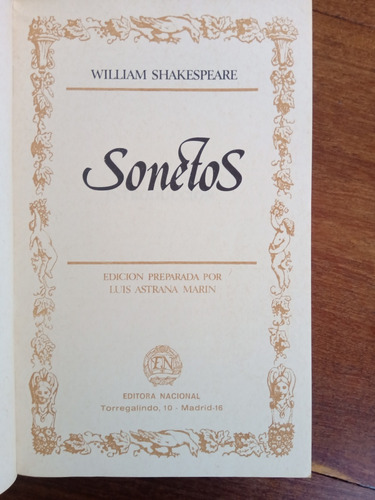 WILLIAM SHAKESPEARE
Sonetos
EDICION PREPARADA POR
LUIS ASTRANA MARIN
EN
EDITORA NACIONAL
Torregalindo, 10 - Madrid-16